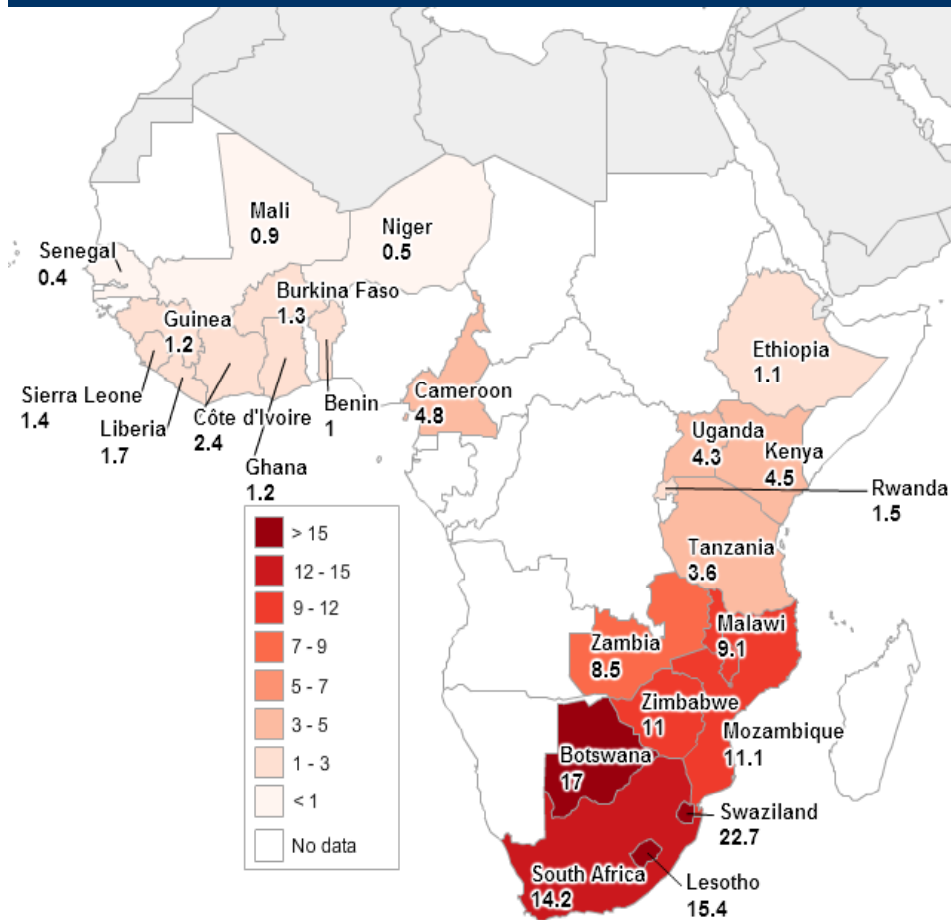 Mali
0.9
Niger
0.5
Senegal
0.4
Burkina Faso
1.3
Guinea
1.2
Ethiopia
1.1
Sierra Leone
1.4
Liberia
1.7
Côte d'Ivoire
2.4
Benin
1
Cameroon
4.8
Ghana
1.2
Uganda
4.3
Kenya
4.5
Rwanda
1.5
Tanzania
3.6
> 15
12 - 15
9 - 12
7 - 9
5 - 7
3 - 5
1 - 3
< 1
No data
Malawi
9.1
Zambia
8.5
Zimbabwe
11
Mozambique
11.1
Botswana
17
Swaziland
22.7
South Africa
14.2
Lesotho
15.4